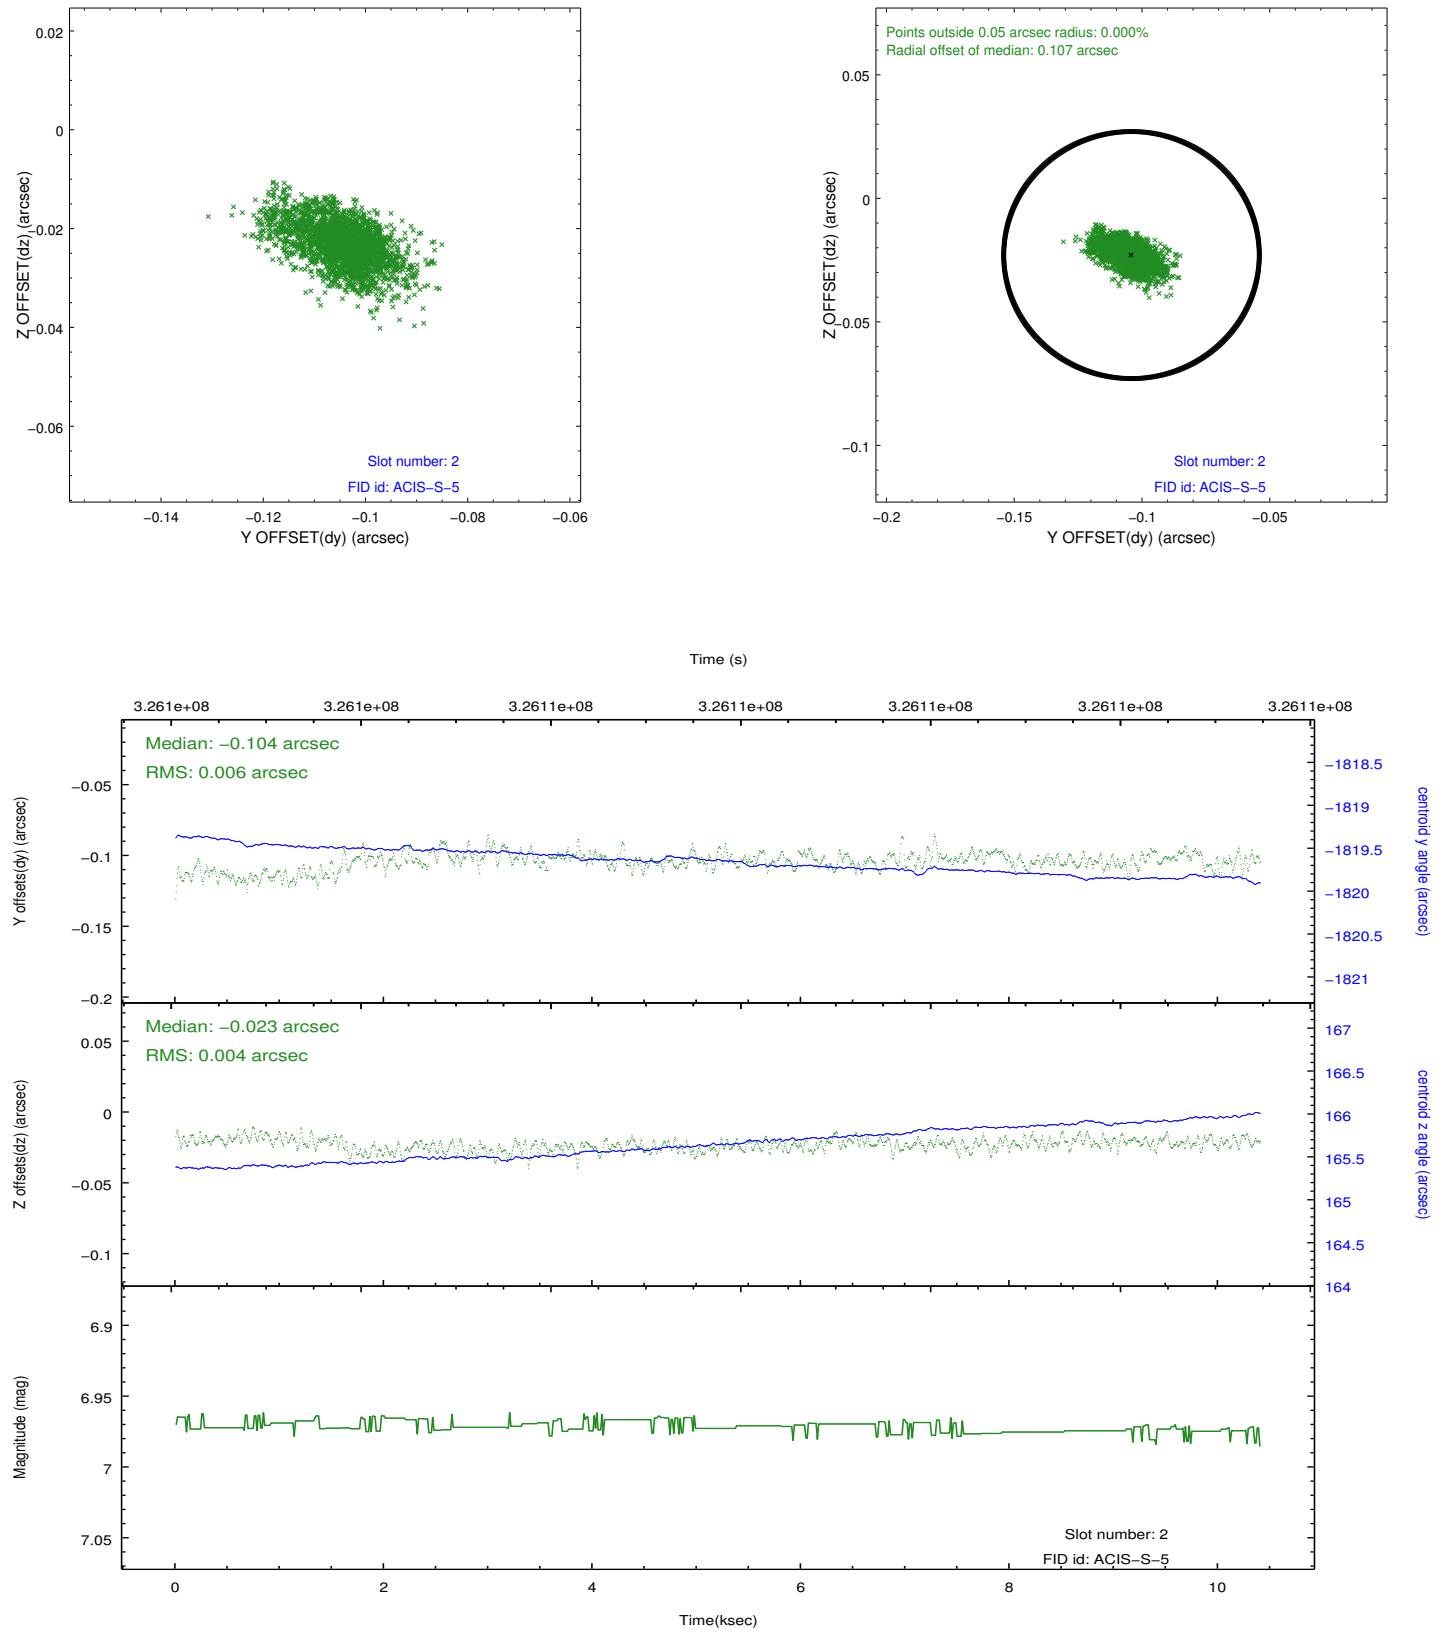 0.02
0
−0.02
−0.04
−0.06
Z OFFSET(dz) (arcsec)
Slot number: 2
FID id: ACIS−S−5
−0.14 −0.12 −0.1 −0.08 −0.06
Y OFFSET(dy) (arcsec)
Points outside 0.05 arcsec radius: 0.000%
Radial offset of median: 0.107 arcsec
0.05
0
−0.05
−0.1
Z OFFSET(dz) (arcsec)
Slot number: 2
FID id: ACIS−S−5
−0.2 −0.15 −0.1 −0.05
Y OFFSET(dy) (arcsec)
Time (s)
3.261e+08 3.261e+08 3.2611e+08 3.2611e+08 3.2611e+08 3.2611e+08 3.2611e+08
Median: −0.104 arcsec
RMS: 0.006 arcsec
−0.05
−0.1
−0.15
−0.2
Y offsets(dy) (arcsec)
−1818.5
−1819
−1819.5
−1820
−1820.5
−1821
centroid y angle (arcsec)
Median: −0.023 arcsec
RMS: 0.004 arcsec
0.05
0
−0.05
−0.1
Z offsets(dz) (arcsec)
167
166.5
166
165.5
165
164.5
164
centroid z angle (arcsec)
6.9
6.95
7
7.05
Magnitude (mag)
Slot number: 2
FID id: ACIS−S−5
0 2 4 6 8 10
Time(ksec)